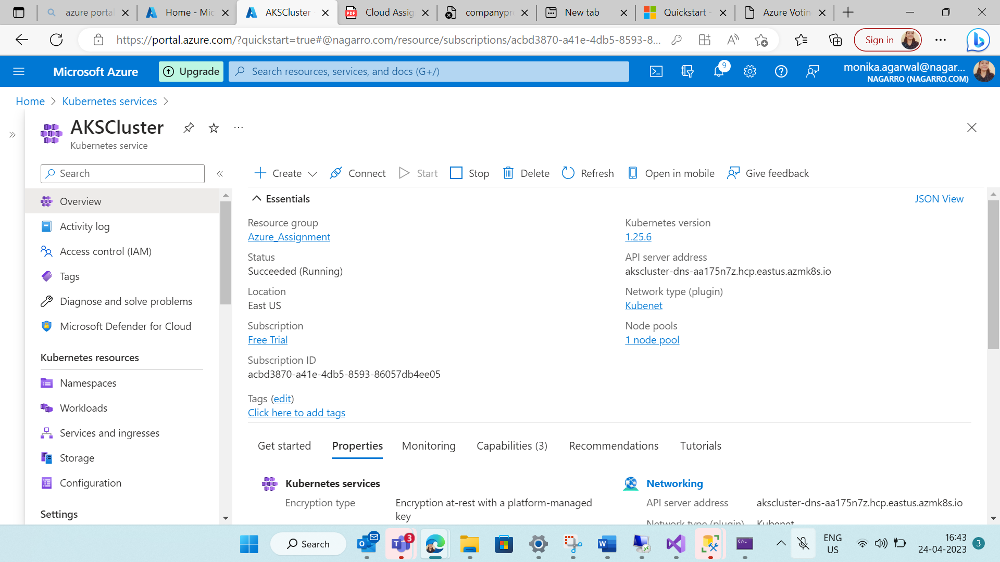 azure portal
Home - Mic
AKSCluster -
Cloud Assig
companypr
New tab
Quickstart -
Azure Votin
https://portal.azure.com/?quickstart=true#@nagarro.com/resource/subscriptions/acbd3870-a41e-4db5-8593-8...
Sign in
Microsoft Azure
Upgrade
Search resources, services, and docs (G+/)
9
monika.agarwal@nagar...
NAGARRO (NAGARRO.COM)
Home > Kubernetes services >
AKSCluster
Kubernetes service
Search
Create
Connect
Start
Stop
Delete
Refresh
Open in mobile
Give feedback
Overview
Activity log
Access control (IAM)
Tags
Diagnose and solve problems
Microsoft Defender for Cloud
Kubernetes resources
Namespaces
Workloads
Services and ingresses
Storage
Configuration
Settings
Essentials
JSON View
Resource group
Azure_Assignment
Status
Succeeded (Running)
Location
East US
Subscription
Free Trial
Subscription ID
acbd3870-a41e-4db5-8593-86057db4ee05
Tags (edit)
Click here to add tags
Kubernetes version
1.25.6
API server address
akscluster-dns-aa175n7z.hcp.eastus.azmk8s.io
Network type (plugin)
Kubenet
Node pools
1 node pool
Get started
Properties
Monitoring
Capabilities (3)
Recommendations
Tutorials
Kubernetes services
Encryption type
Encryption at-rest with a platform-managed
key
Networking
API server address
akscluster-dns-aa175n7z.hcp.eastus.azmk8s.io
Network type (plugin)
Kubenet
Search
3
ENG
US
16:43
24-04-2023
3